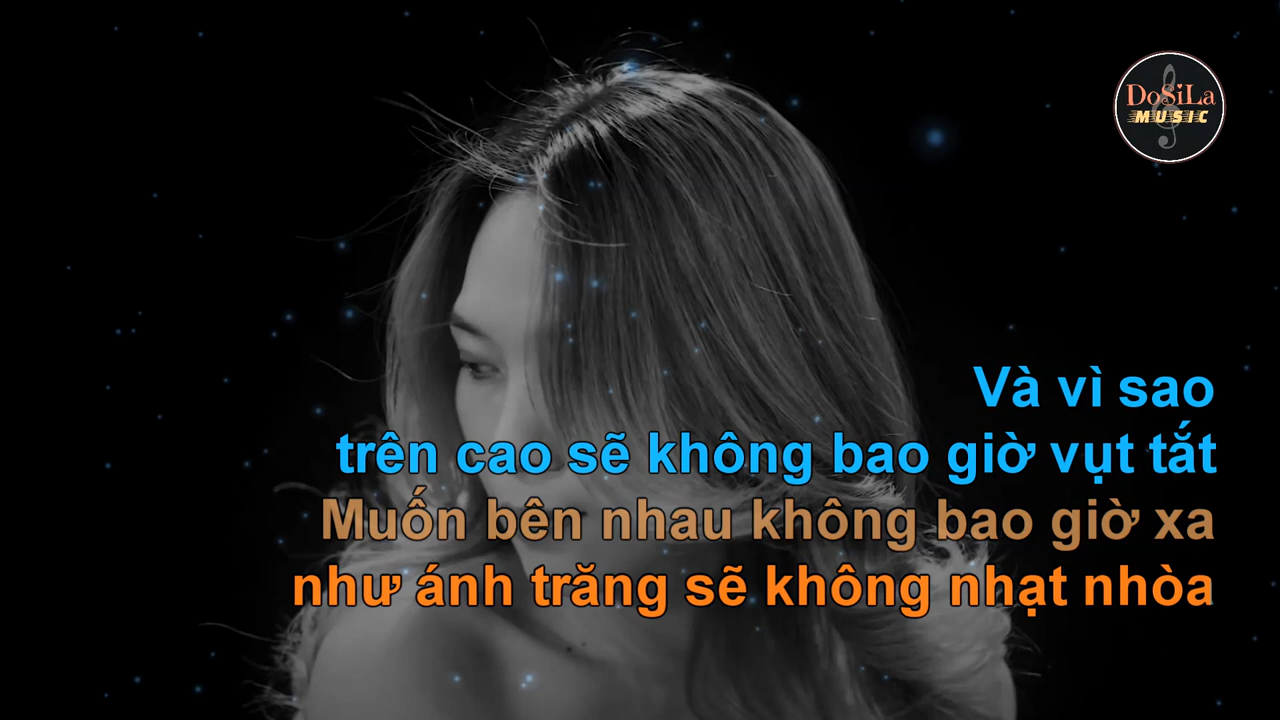 DoSiLa
MUSIC
Và vì sao
trên cao sẽ không bao giờ vụt tắt
Muốn bên nhau không bao giờ xa
như ánh trăng sẽ không nhạt nhòa